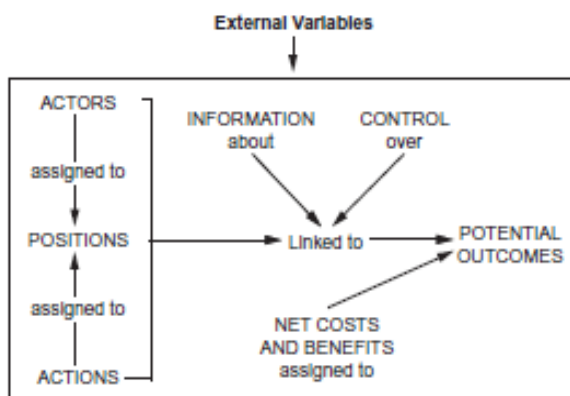 External Variables
ACTORS
INFORMATION
about
CONTROL
over
assigned to
POSITIONS
Linked to
POTENTIAL
OUTCOMES
assigned to
NET COSTS
AND BENEFITS
assigned to
ACTIONS